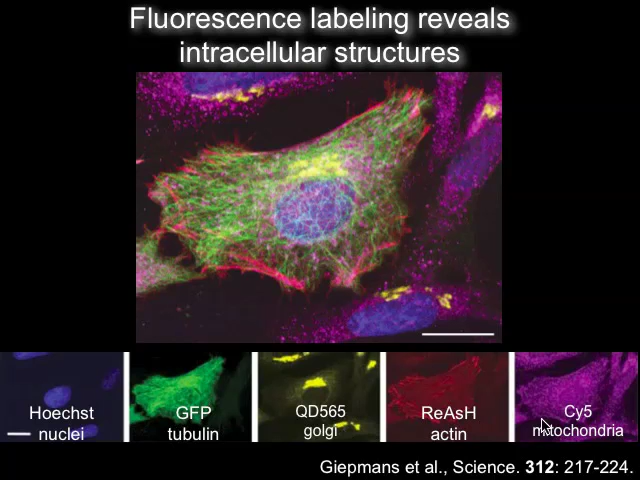 Fluorescence labeling reveals
intracellular structures
Hoechst
nuclei
GFP
tubulin
QD565
golgi
ReAsH
actin
Cy5
mitochondria
Giepmans et al., Science. 312: 217-224.